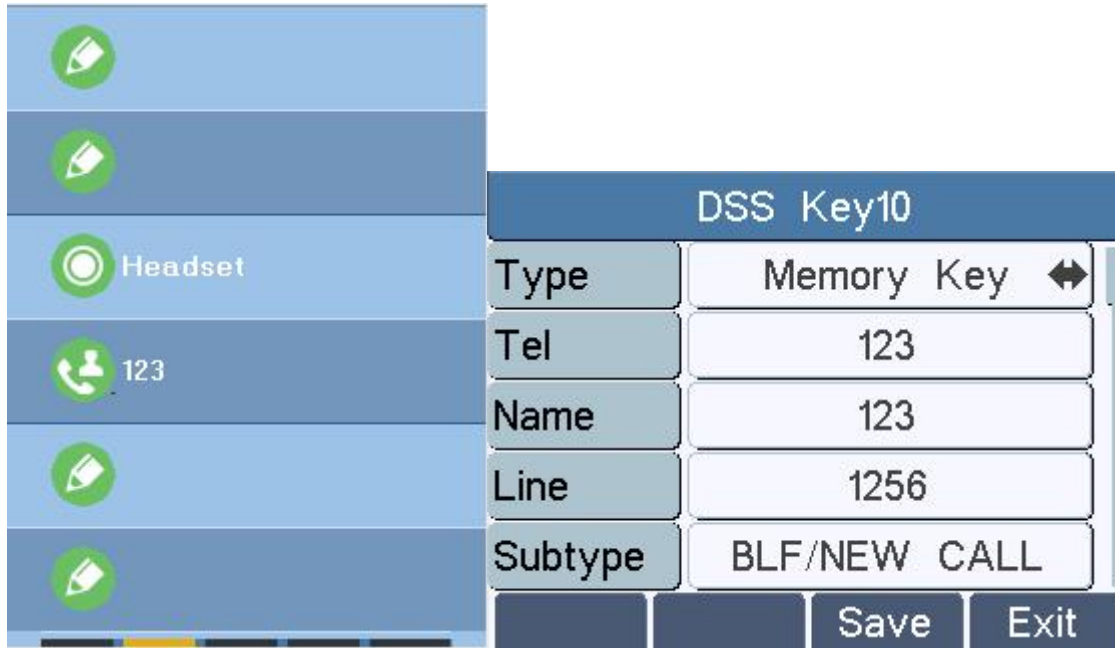 Headset
123
DSS Key10
Type Memory Key
Tel 123
Name 123
Line 1256
Subtype BLF/NEW CALL
Save Exit